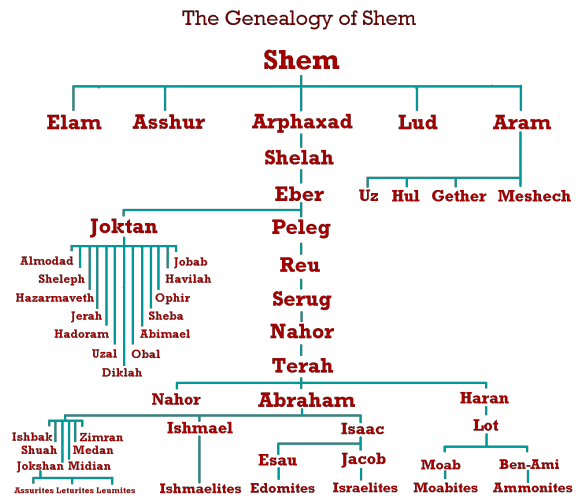 The Genealogy of Shem
Shem
Elam Asshur Arphaxad Lud Aram
Shelah
Eber
Uz Hul Gether Meshech
Joktan Peleg
Almodad Jobab
Reu
Sheleph Havilah
Hazarmaveth Ophir
Serug
Jerah Sheba
Hadoram Abimael
Nahor
Uzal Obal
Terah
Diklah
Nahor Abraham Haran
Ishmael Isaac Lot
Ishbak Zimran
Shuah Medan
Esau Jacob
Jokshan Midian Moab Ben-Ami
Assurites Leturites Leumites Ishmaelites Edomites Israelites Moabites Ammonites